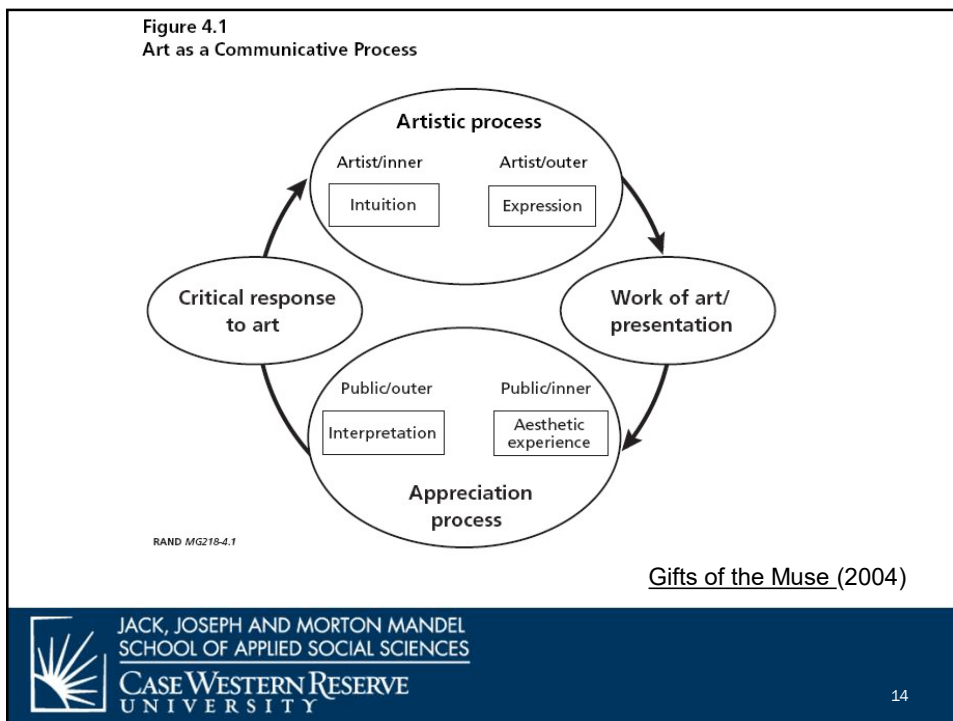 Figure 4.1
Art as a Communicative Process
Artistic process
Artist/inner
Artist/outer
Intuition
Expression
Critical response
to art
Work of art/
presentation
Public/outer
Public/inner
Interpretation
Aesthetic
experience
Appreciation
process
RAND MG218-4.1
Gifts of the Muse (2004)
JACK, JOSEPH AND MORTON MANDEL
SCHOOL OF APPLIED SOCIAL SCIENCES
CASE WESTERN RESERVE
UNIVERSITY
14